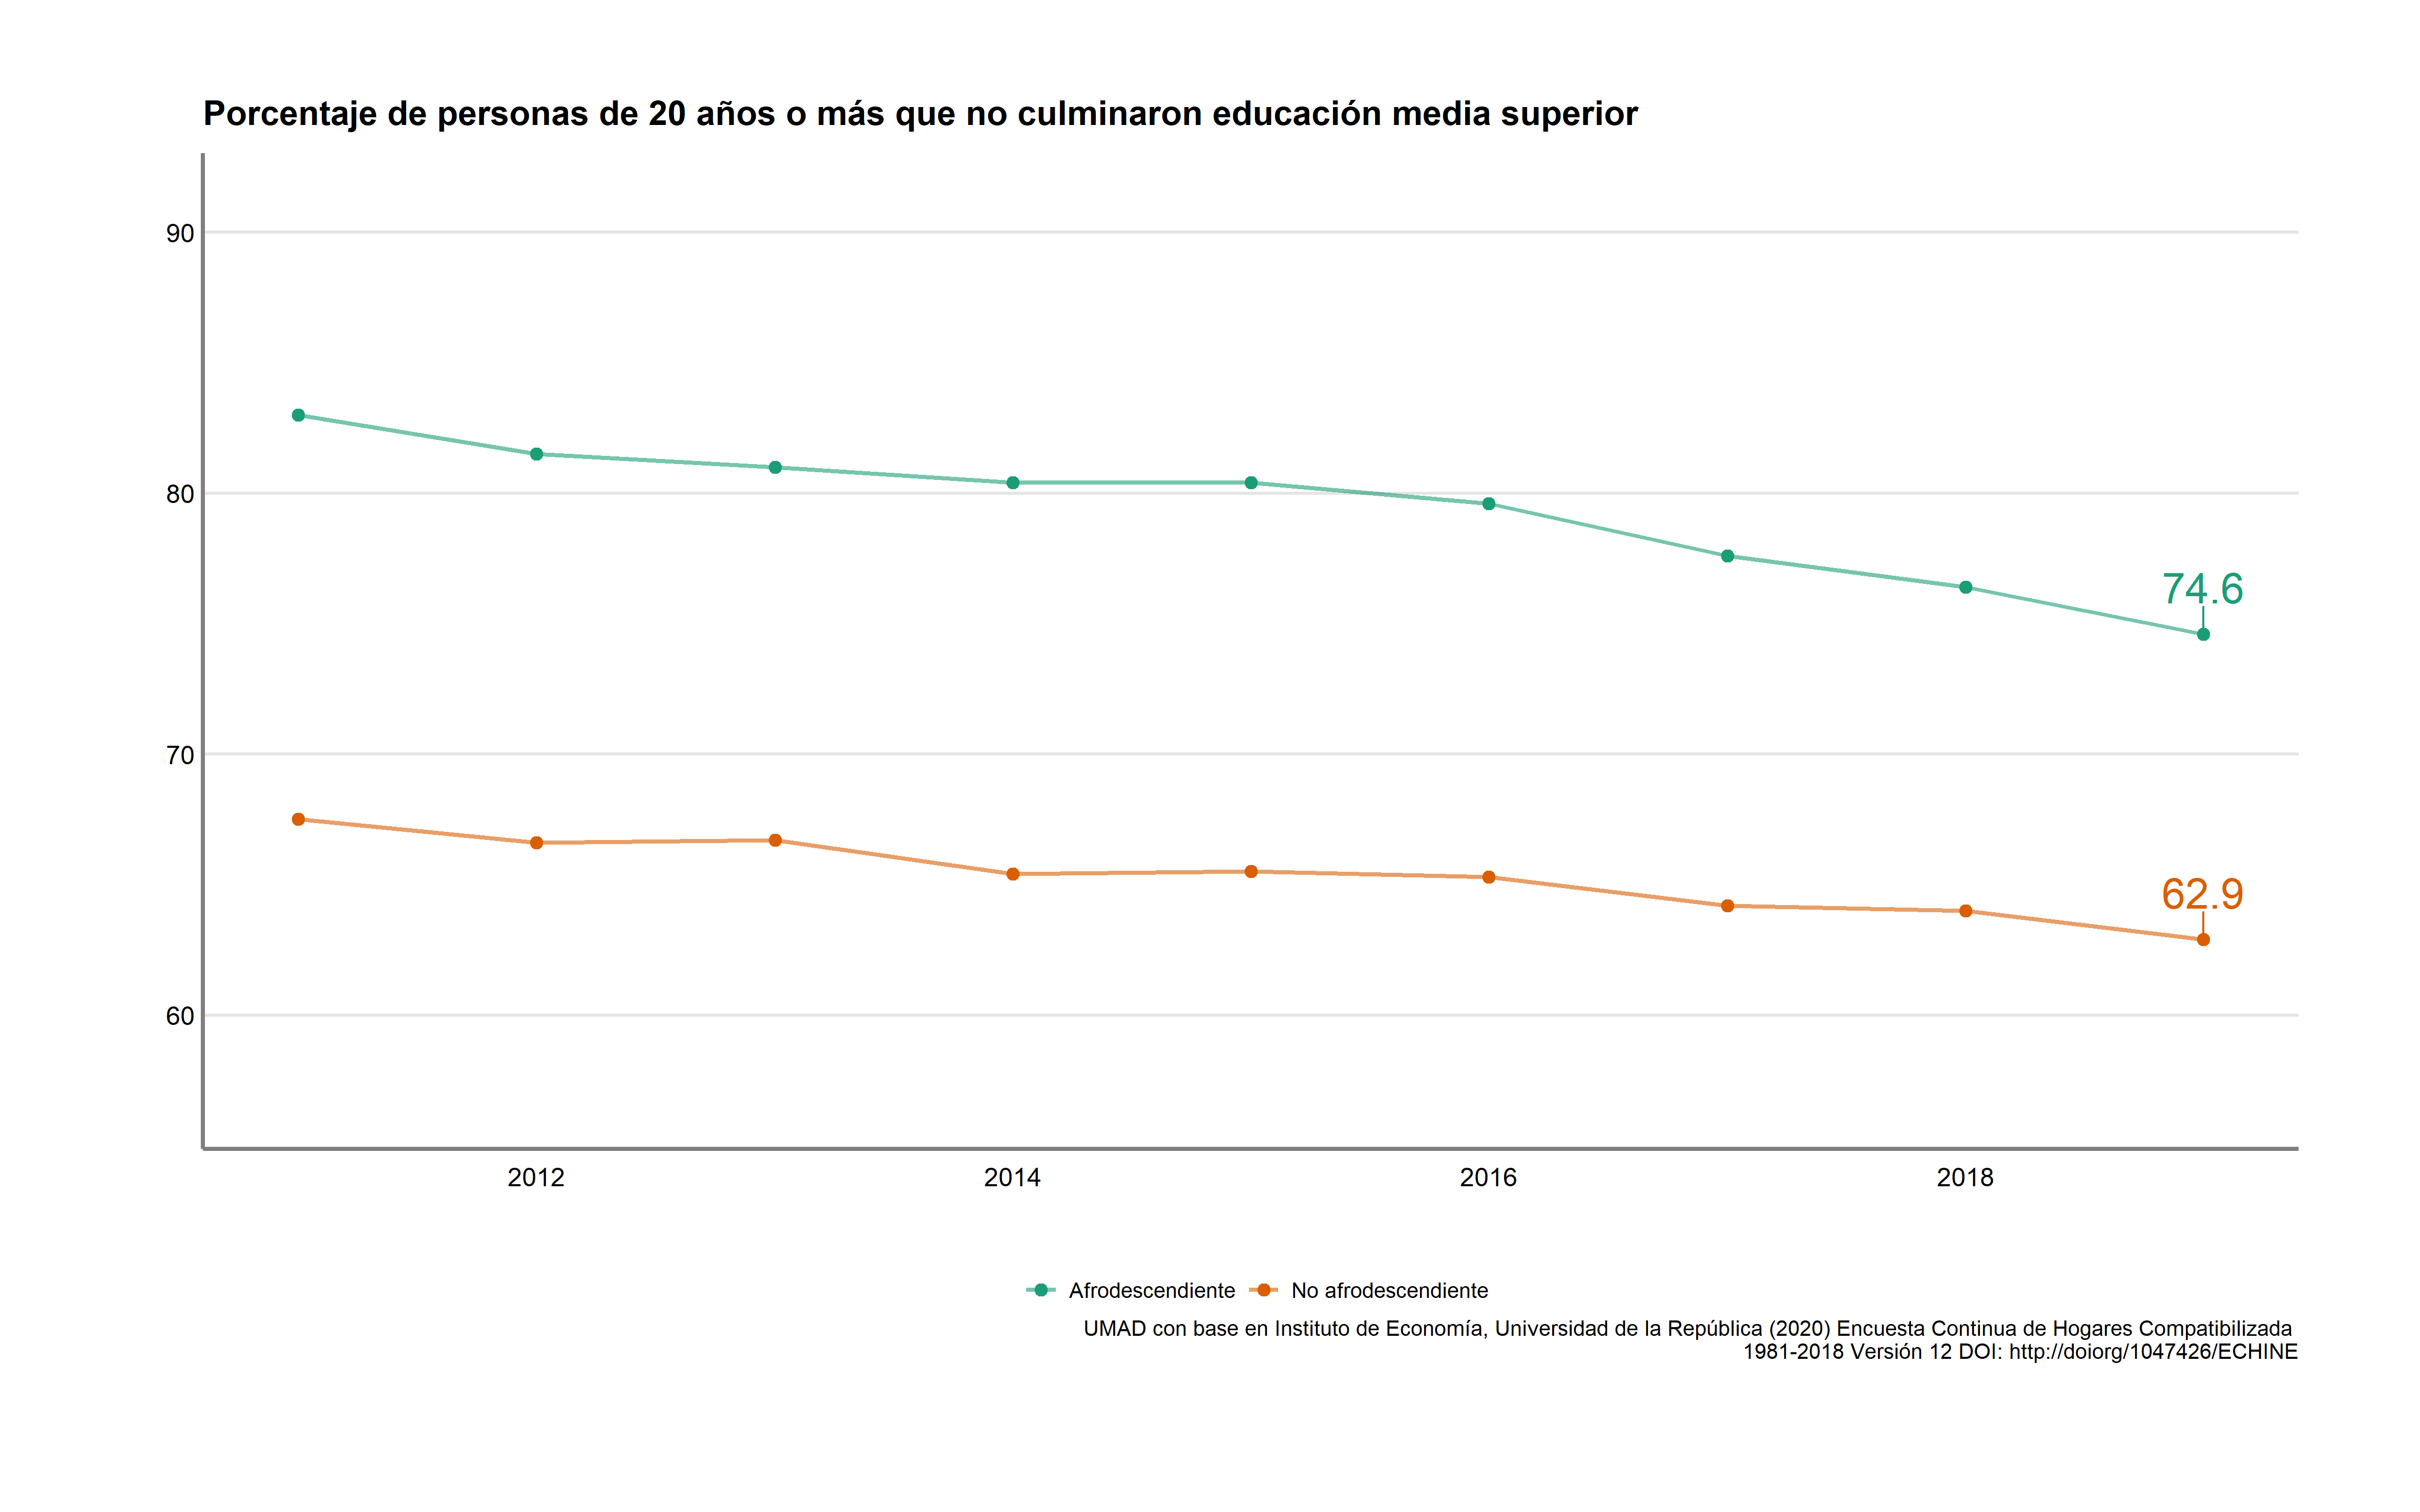 Porcentaje de personas de 20 años o más que no culminaron educación media superior
90
80
70
60
74.6
62.9
2012
2014
2016
2018
Afrodescendiente
No afrodescendiente
UMAD con base en Instituto de Economía, Universidad de la República (2020) Encuesta Continua de Hogares Compatibilizada
1981-2018 Versión 12 DOI: http://doiorg/1047426/ECHINE